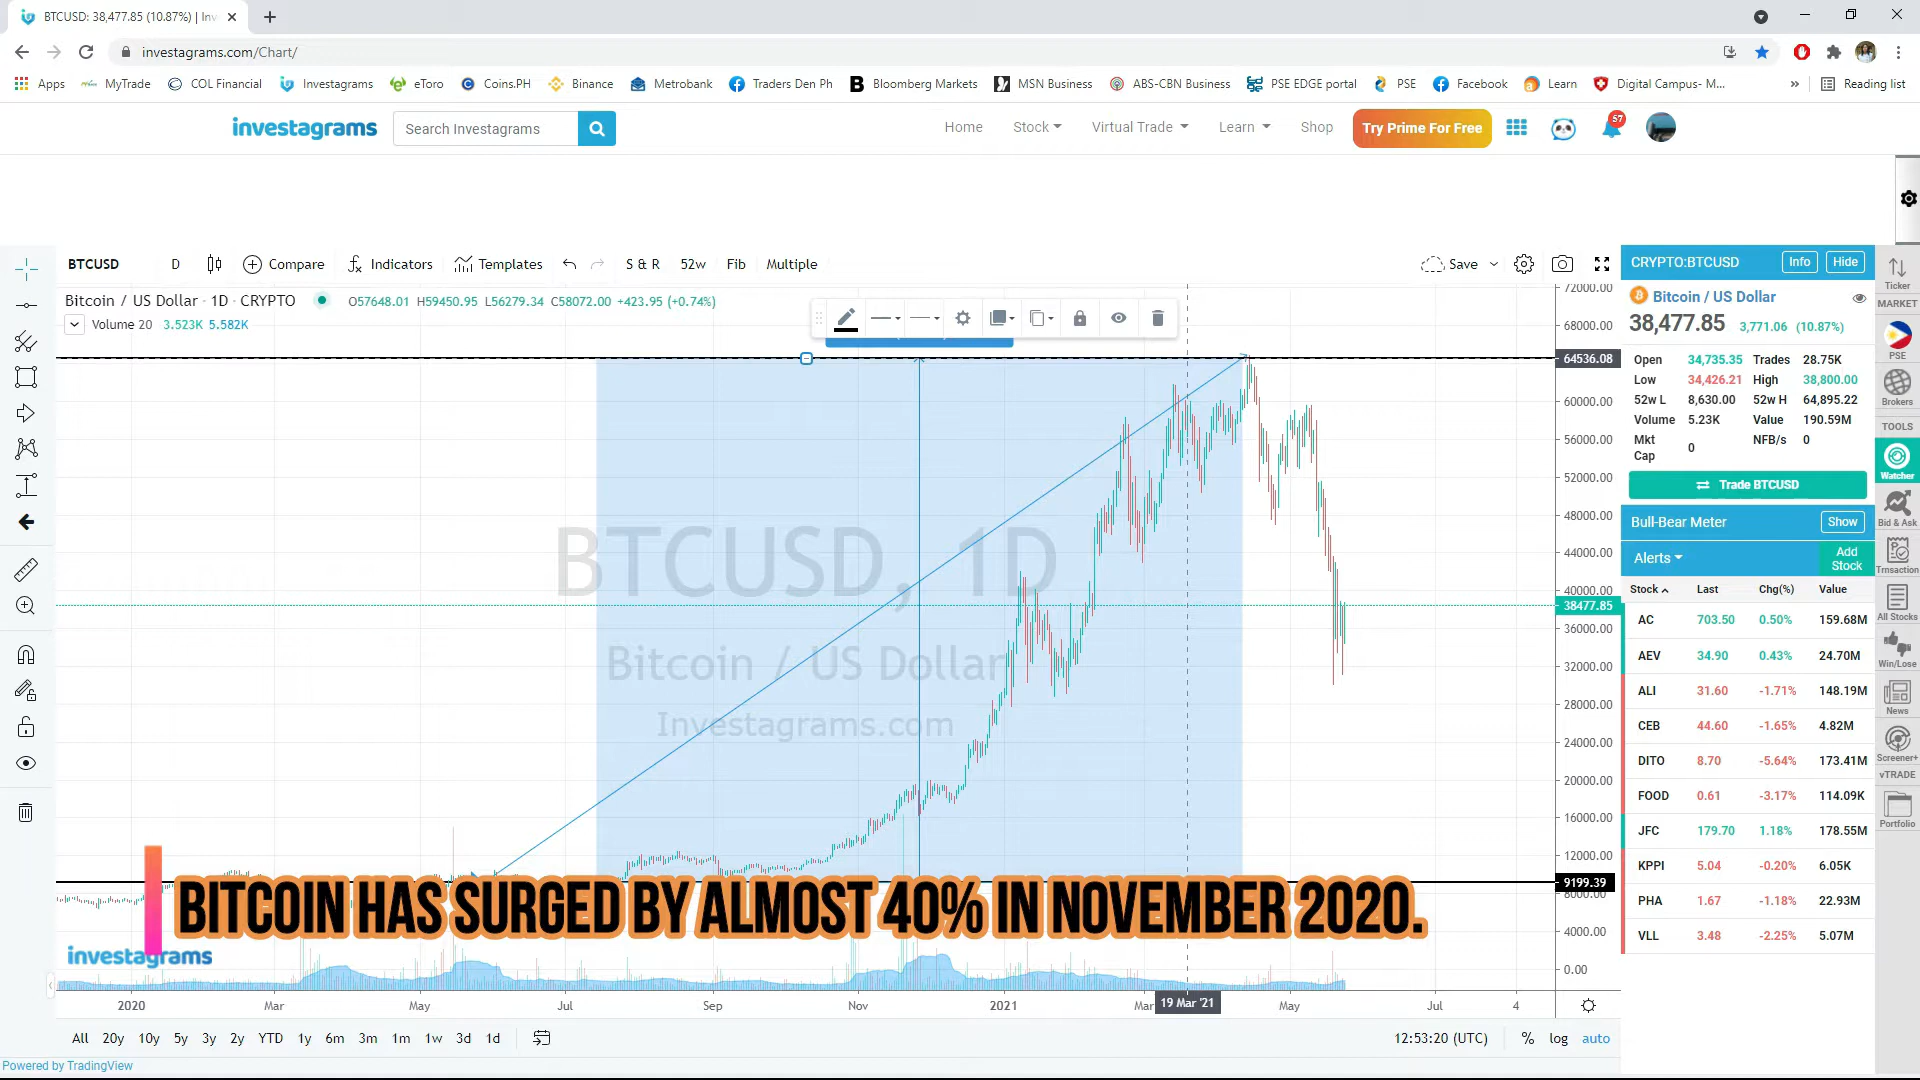 BTCUSD: 38,477.85 (10.87%) | Inv
investagrams.com/Chart/
Apps MyTrade COL Financial Investagrams eToro Coins.PH Binance Metrobank Traders Den Ph Bloomberg Markets MSN Business ABS-CBN Business PSE EDGE portal PSE Facebook Learn Digital Campus- M... » Reading list
investagrams Search Investagrams Home Stock Virtual Trade Learn Shop Try Prime For Free 57
BTCUSD D Compare Indicators Templates S & R 52w Fib Multiple Save
Bitcoin / US Dollar · 1D · CRYPTO O57648.01 H59450.95 L56279.34 C58072.00 +423.95 (+0.74%)
Volume 20 3.523K 5.582K
BTCUSD, 1D
Bitcoin / US Dollar
Investagrams.com
72000.00
68000.00
64536.08
60000.00
56000.00
52000.00
48000.00
44000.00
40000.00
38477.85
36000.00
32000.00
28000.00
24000.00
20000.00
16000.00
12000.00
9199.39
8000.00
4000.00
0.00
BITCOIN HAS SURGED BY ALMOST 40% IN NOVEMBER 2020.
investagrams
2020 Mar May Jul Sep Nov 2021 Mar 19 Mar '21 May Jul 4
All 20y 10y 5y 3y 2y YTD 1y 6m 3m 1m 1w 3d 1d 12:53:20 (UTC) % log auto
Powered by TradingView
CRYPTO:BTCUSD Info Hide
Bitcoin / US Dollar
38,477.85 3,771.06 (10.87%)
Open 34,735.35 Trades 28.75K
Low 34,426.21 High 38,800.00
52w L 8,630.00 52w H 64,895.22
Volume 5.23K Value 190.59M
Mkt Cap 0 NFB/s 0
Trade BTCUSD
Bull-Bear Meter Show
Alerts Add Stock
Stock Last Chg(%) Value
AC 703.50 0.50% 159.68M
AEV 34.90 0.43% 24.70M
ALI 31.60 -1.71% 148.19M
CEB 44.60 -1.65% 4.82M
DITO 8.70 -5.64% 173.41M
FOOD 0.61 -3.17% 114.09K
JFC 179.70 1.18% 178.55M
KPPI 5.04 -0.20% 6.05K
PHA 1.67 -1.18% 22.93M
VLL 3.48 -2.25% 5.07M
Ticker
MARKET
PSE
Brokers
TOOLS
Watcher
Bid & Ask
Trnsaction
All Stocks
Win/Lose
News
Screener+
vTRADE
Portfolio